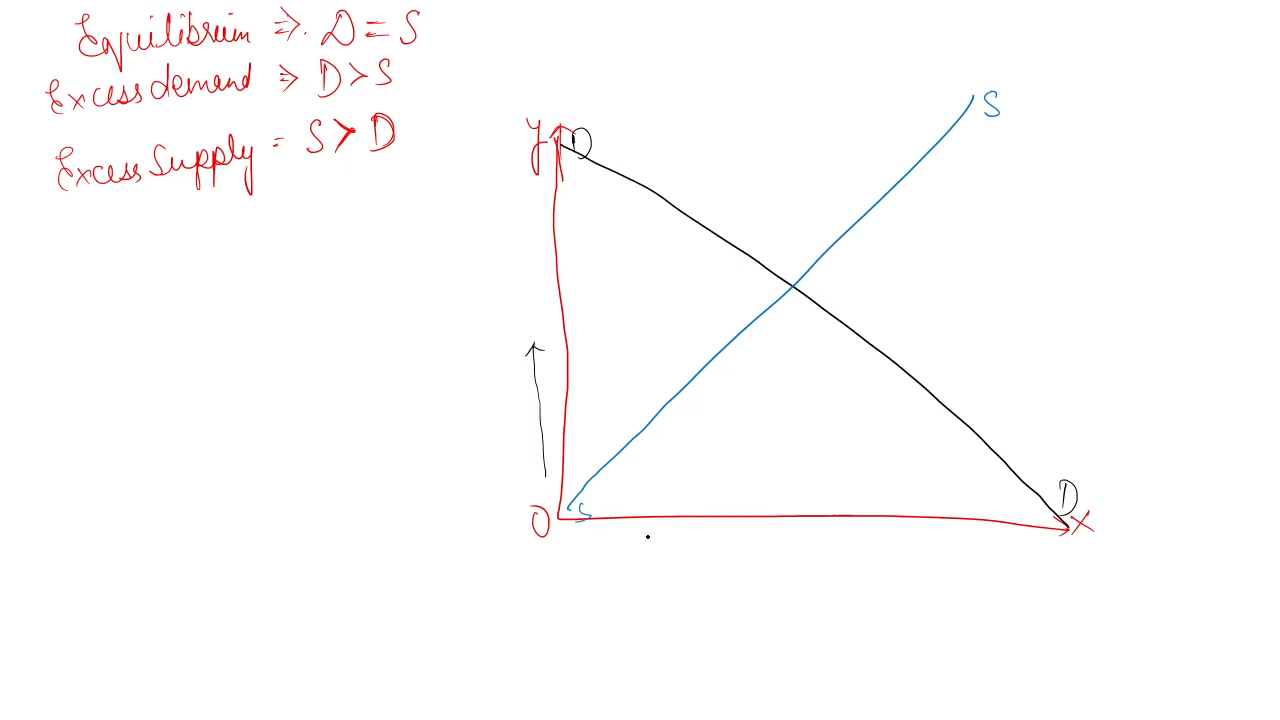 Equilibrium ⇒. D = S
Excess demand ⇒ D > S
Excess Supply = S > D
S
y
D
D
O
S
X